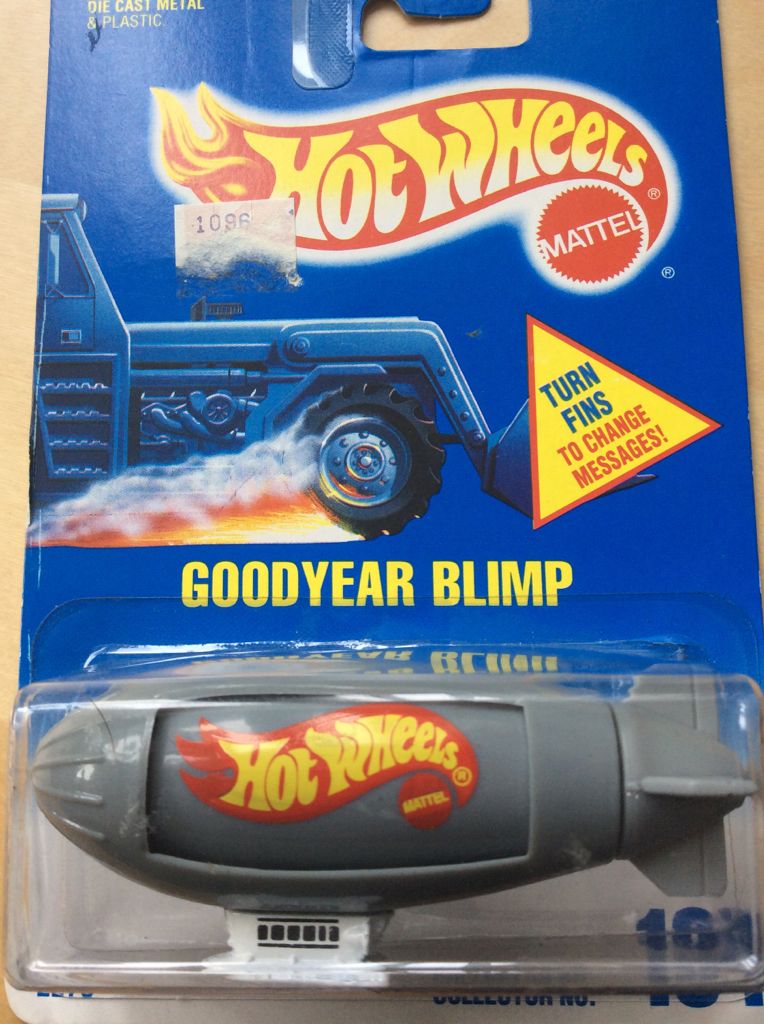 DIE CAST METAL
& PLASTIC
HOT WHEELS®
MATTEL
®
1096
TURN
FINS
TO CHANGE
MESSAGES!
GOODYEAR BLIMP
HOT WHEELS®
MATTEL
COLLECTOR NO.
191